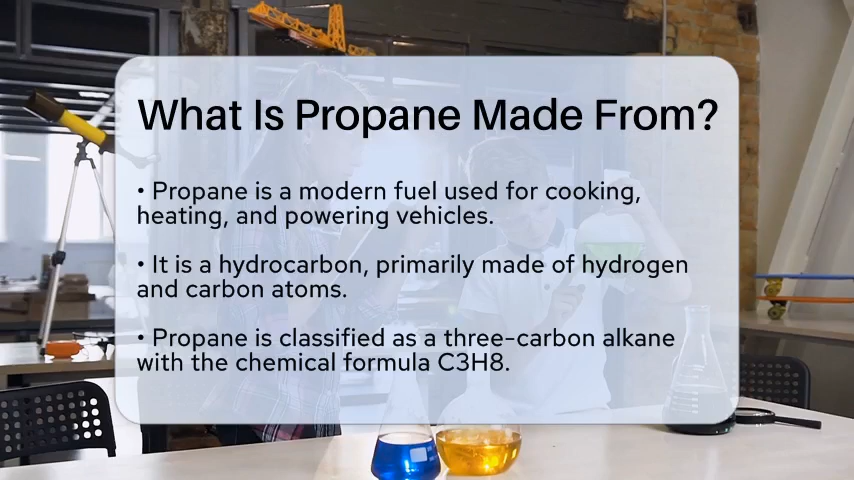 What Is Propane Made From?
• Propane is a modern fuel used for cooking,
heating, and powering vehicles.
• It is a hydrocarbon, primarily made of hydrogen
and carbon atoms.
• Propane is classified as a three-carbon alkane
with the chemical formula C3H8.